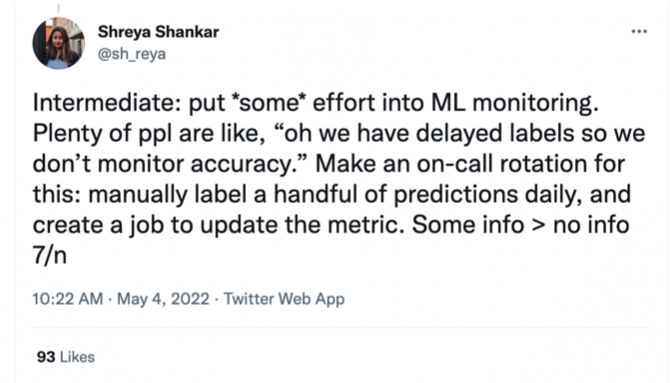 Shreya Shankar
@sh_reya
Intermediate: put *some* effort into ML monitoring.
Plenty of ppl are like, “oh we have delayed labels so we
don’t monitor accuracy.” Make an on-call rotation for
this: manually label a handful of predictions daily, and
create a job to update the metric. Some info > no info
7/n
10:22 AM · May 4, 2022 · Twitter Web App
93 Likes